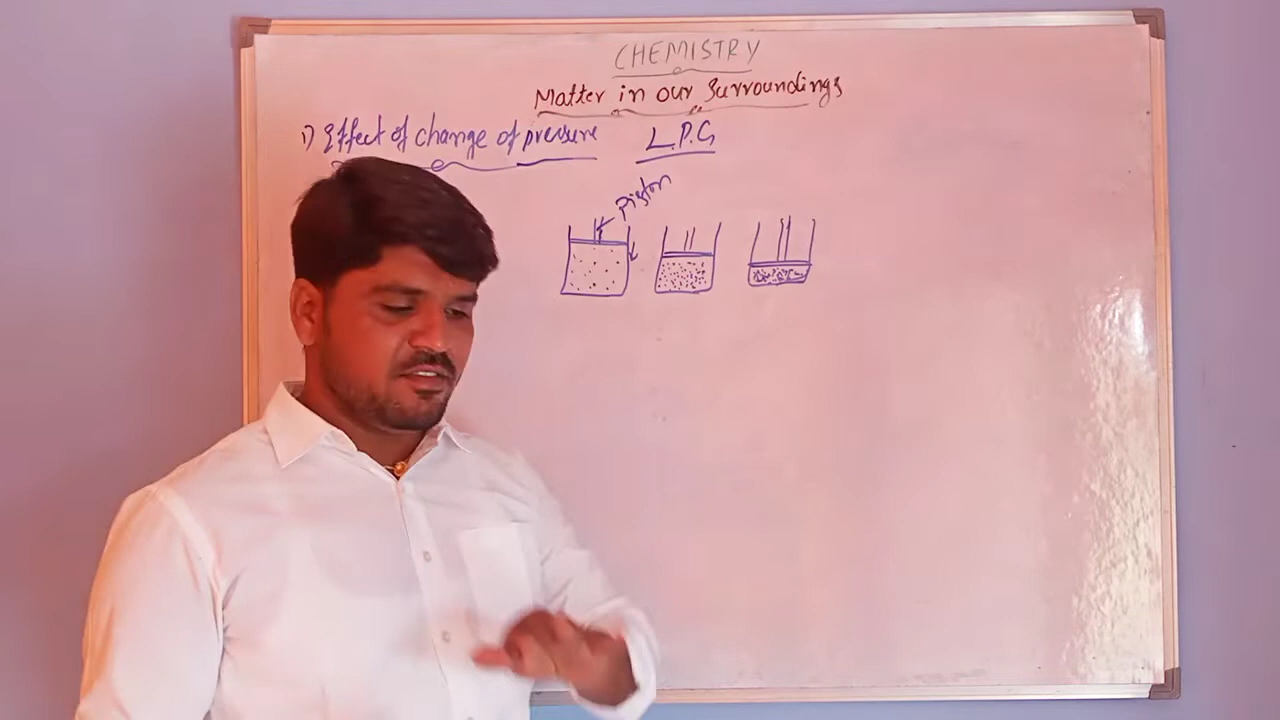 CHEMISTRY
Matter in our Surroundings
1) Effect of change of pressure L.P.G
Piston